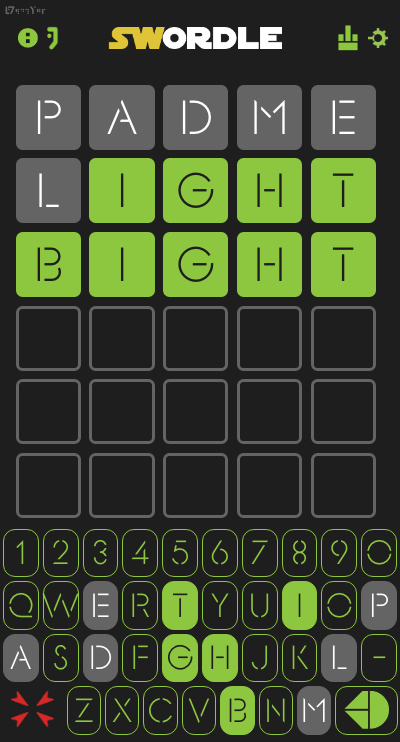 SWORDLE
P A D M E
L I G H T
B I G H T
1 2 3 4 5 6 7 8 9 0
Q W E R T Y U I O P
A S D F G H J K L -
Z X C V B N M